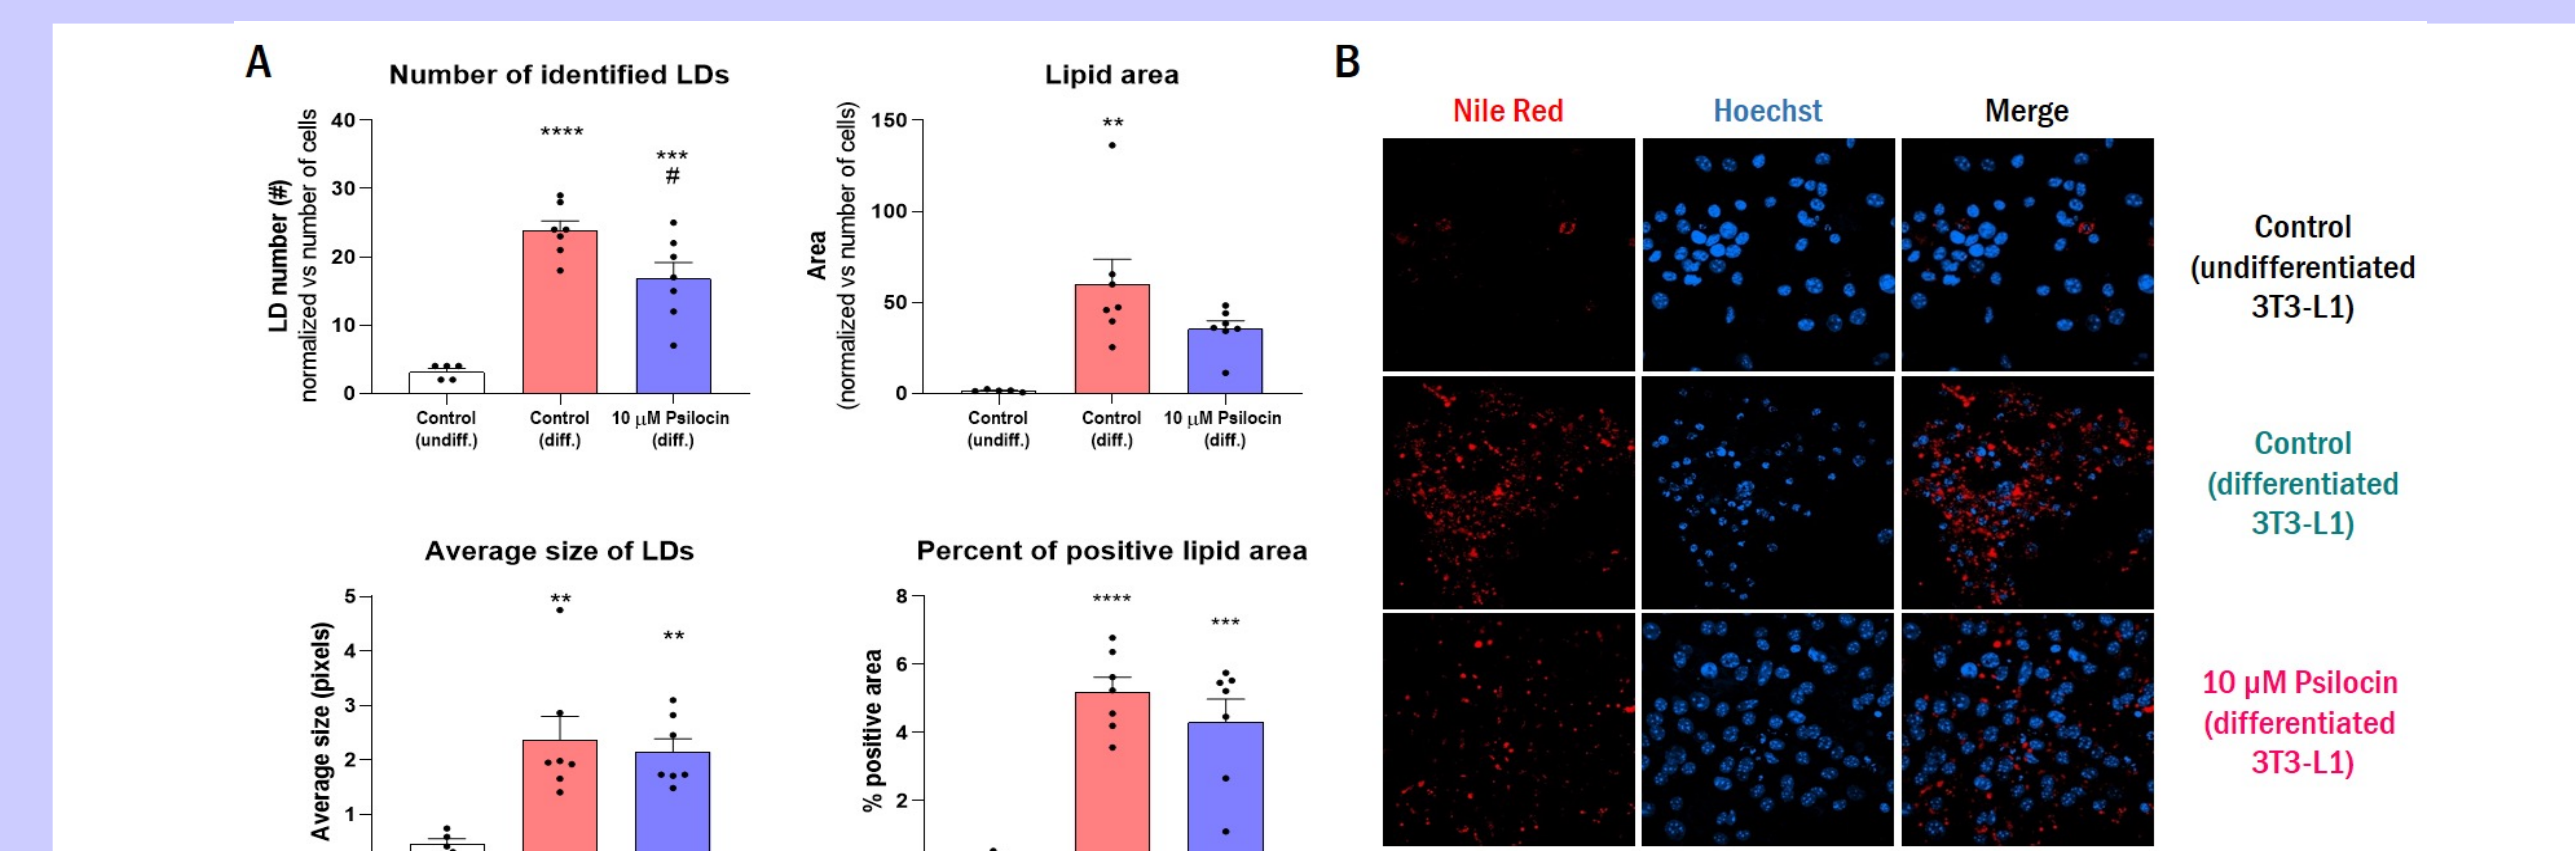 A
Number of identified LDs
LD number (#)
normalized vs number of cells
40
30
20
10
0
****
***
#
Control
(undiff.)
Control
(diff.)
10 μM Psilocin
(diff.)
Lipid area
Area
(normalized vs number of cells)
150
100
50
0
**
Control
(undiff.)
Control
(diff.)
10 μM Psilocin
(diff.)
Average size of LDs
Average size (pixels)
5
4
3
2
1
**
**
Percent of positive lipid area
% positive area
8
6
4
2
****
***
B
Nile Red
Hoechst
Merge
Control
(undifferentiated
3T3-L1)
Control
(differentiated
3T3-L1)
10 μM Psilocin
(differentiated
3T3-L1)